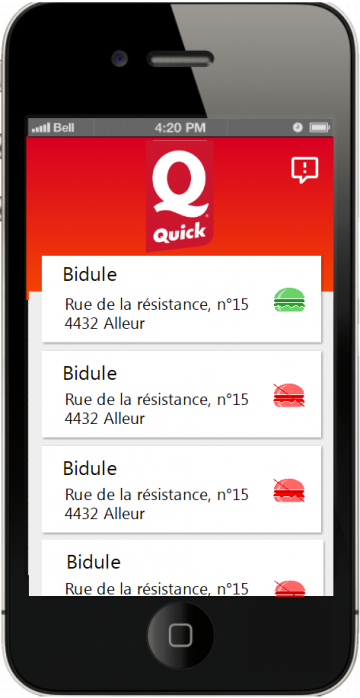 Bell
4:20 PM
Q
Quick
Bidule
Rue de la résistance, n°15
4432 Alleur
Bidule
Rue de la résistance, n°15
4432 Alleur
Bidule
Rue de la résistance, n°15
4432 Alleur
Bidule
Rue de la résistance, n°15